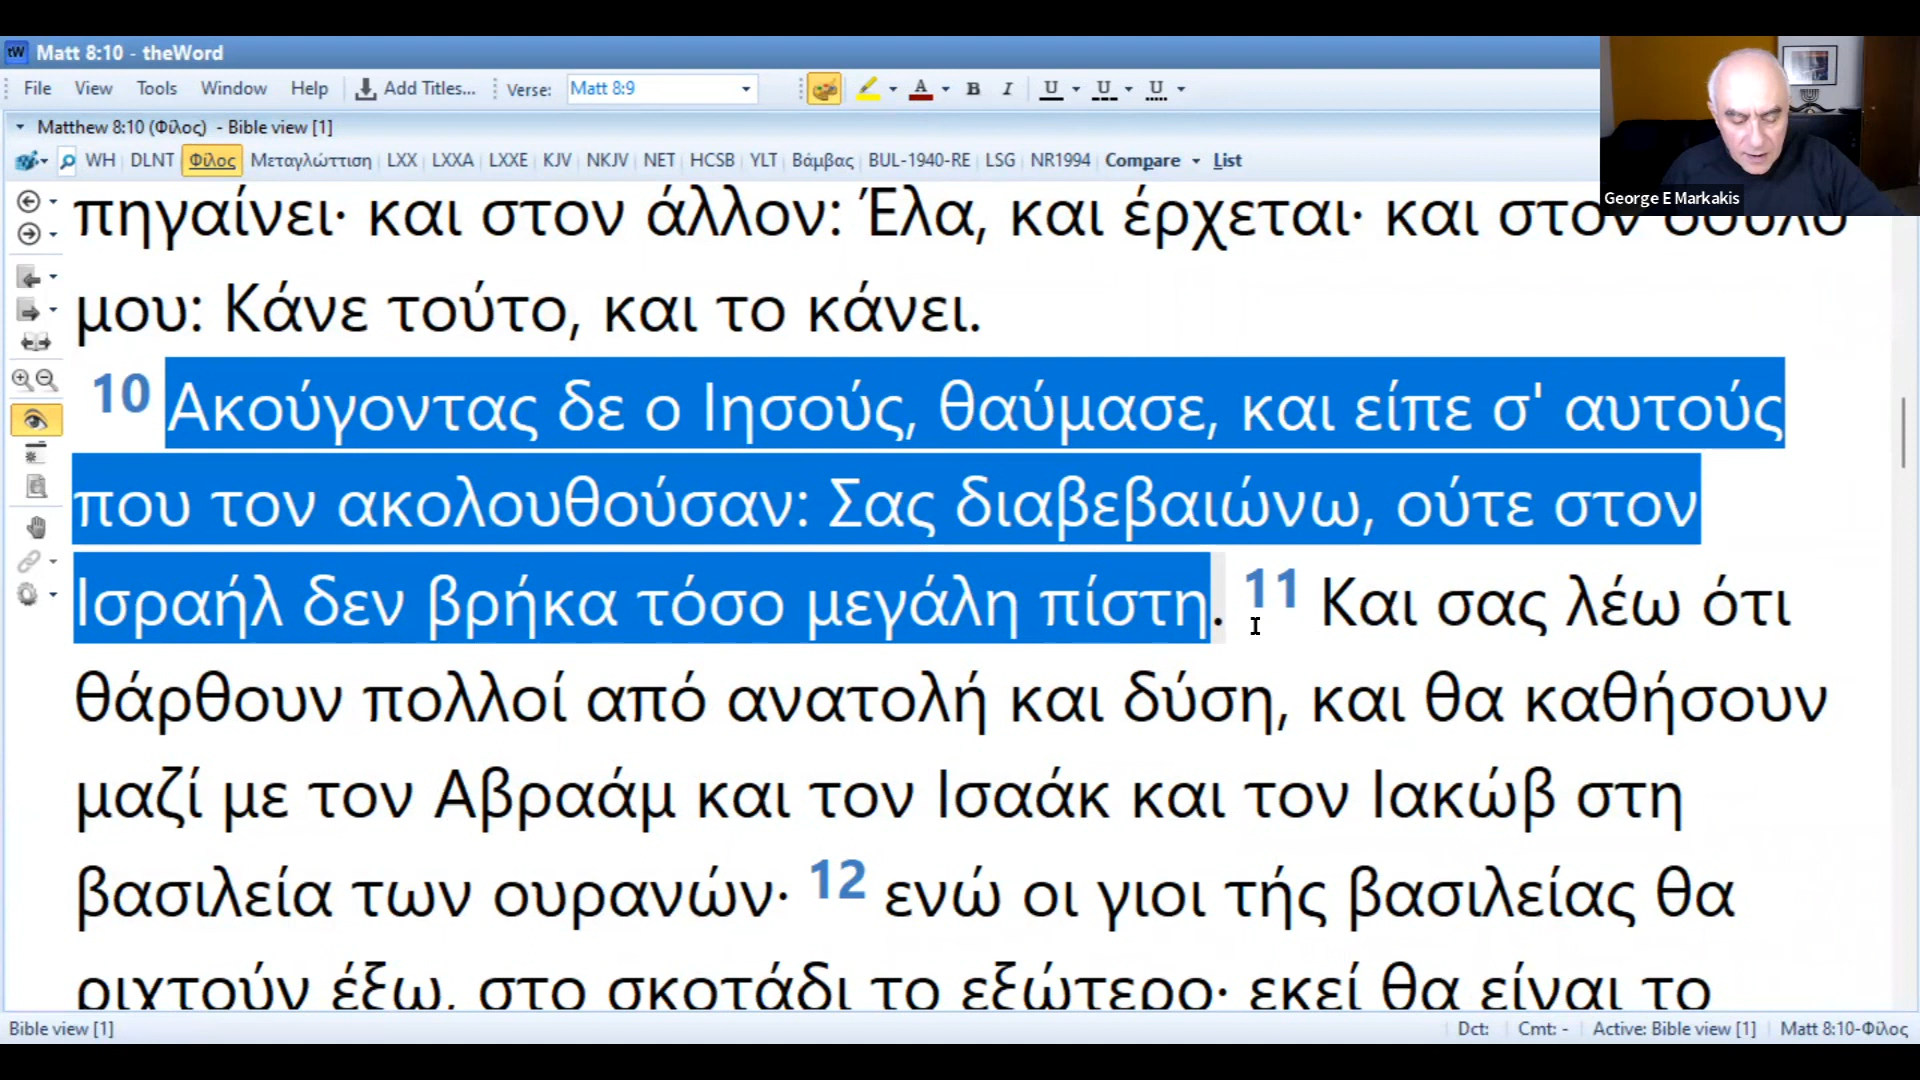 Matt 8:10 - theWord
File View Tools Window Help Add Titles... Verse: Matt 8:9 A B I U U U
Matthew 8:10 (Φίλος) - Bible view [1]
WH DLNT Φίλος Μεταγλώττιση LXX LXXA LXXE KJV NKJV NET HCSB YLT Βάμβας BUL-1940-RE LSG NR1994 Compare List
George E Markakis
πηγαίνει· και στον άλλον: Έλα, και έρχεται· και στον δούλο
μου: Κάνε τούτο, και το κάνει.
10 Ακούγοντας δε ο Ιησούς, θαύμασε, και είπε σ' αυτούς
που τον ακολουθούσαν: Σας διαβεβαιώνω, ούτε στον
Ισραήλ δεν βρήκα τόσο μεγάλη πίστη. 11 Και σας λέω ότι
θάρθουν πολλοί από ανατολή και δύση, και θα καθήσουν
μαζί με τον Αβραάμ και τον Ισαάκ και τον Ιακώβ στη
βασιλεία των ουρανών· 12 ενώ οι γιοι τής βασιλείας θα
ριχτούν έξω, στο σκοτάδι το εξώτερο· εκεί θα είναι το
Bible view [1] Dct: Cmt: - Active: Bible view [1] Matt 8:10-Φίλος